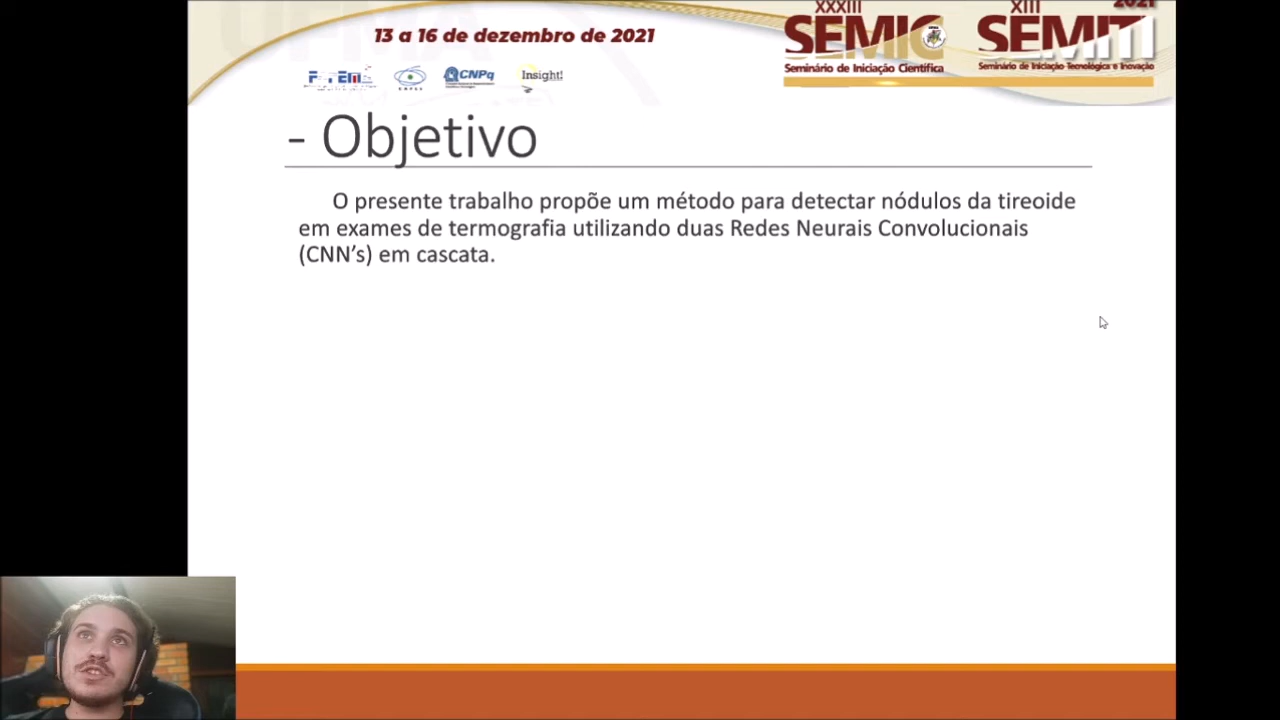 2021
XXXIII
XIII
13 a 16 de dezembro de 2021
SEMIC
SEMITI
Seminário de Iniciação Científica
Seminário de Iniciação Tecnológica e Inovação
CNPq
Insight!
- Objetivo
O presente trabalho propõe um método para detectar nódulos da tireoide
em exames de termografia utilizando duas Redes Neurais Convolucionais
(CNN’s) em cascata.